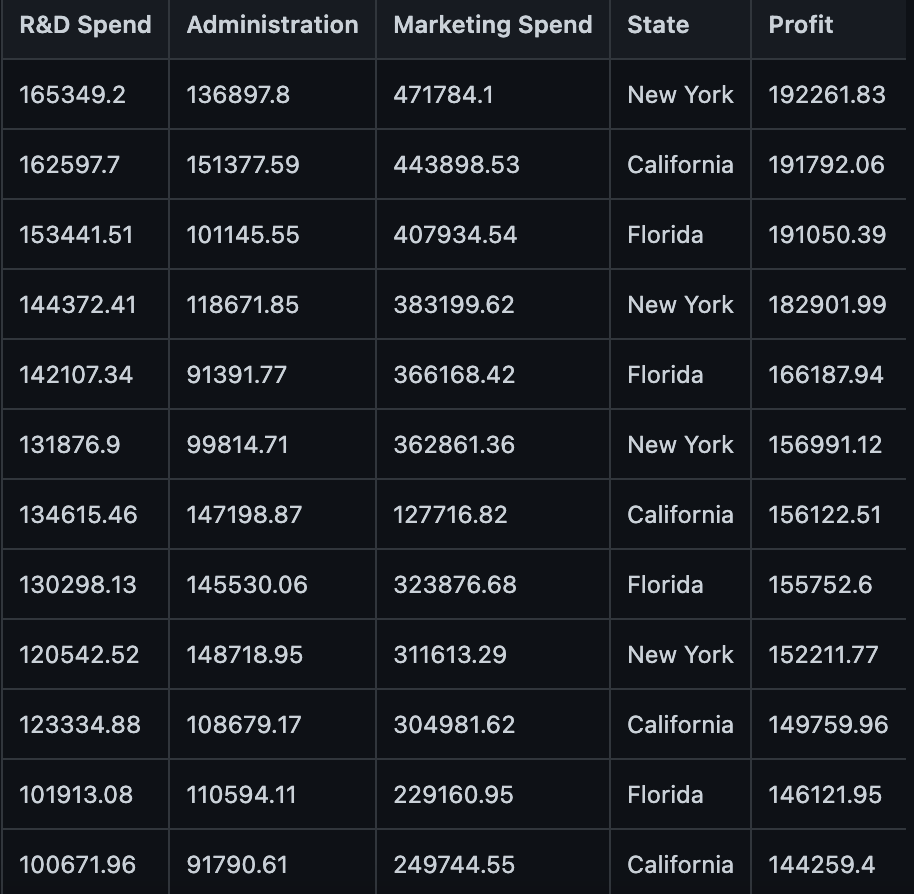 R&D Spend Administration Marketing Spend State Profit
165349.2 136897.8 471784.1 New York 192261.83
162597.7 151377.59 443898.53 California 191792.06
153441.51 101145.55 407934.54 Florida 191050.39
144372.41 118671.85 383199.62 New York 182901.99
142107.34 91391.77 366168.42 Florida 166187.94
131876.9 99814.71 362861.36 New York 156991.12
134615.46 147198.87 127716.82 California 156122.51
130298.13 145530.06 323876.68 Florida 155752.6
120542.52 148718.95 311613.29 New York 152211.77
123334.88 108679.17 304981.62 California 149759.96
101913.08 110594.11 229160.95 Florida 146121.95
100671.96 91790.61 249744.55 California 144259.4